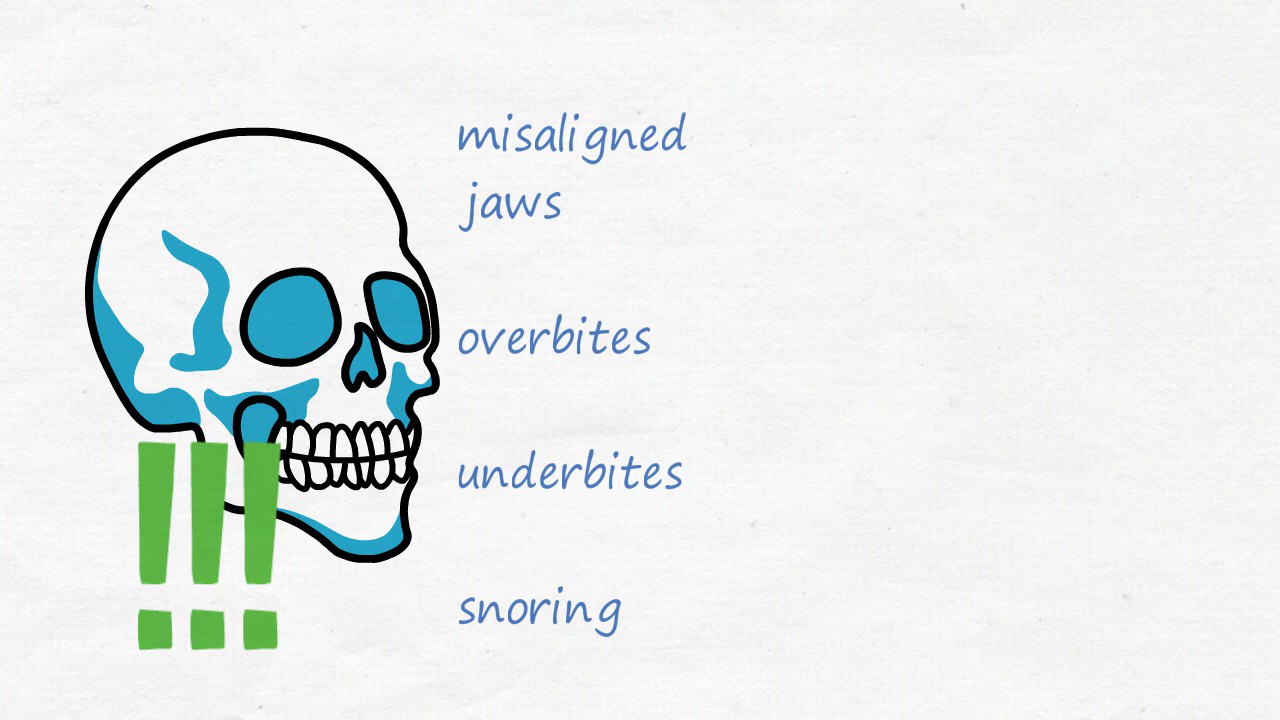 misaligned
jaws
overbites
underbites
snoring
!!!